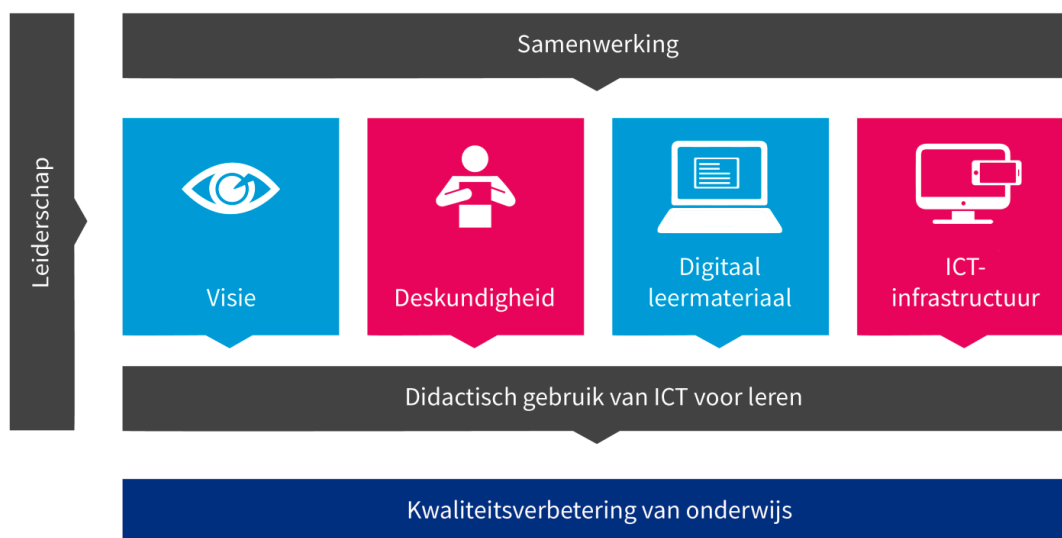 Samenwerking
Leiderschap
Visie
Deskundigheid
Digitaal
leermateriaal
ICT-
infrastructuur
Didactisch gebruik van ICT voor leren
Kwaliteitsverbetering van onderwijs